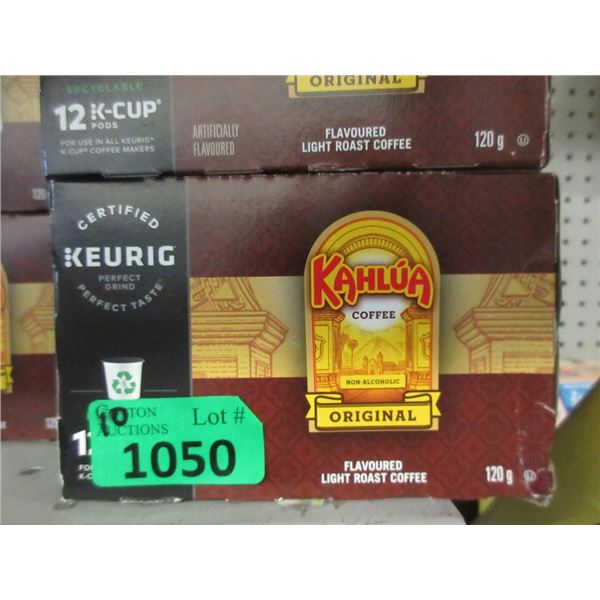 RECYCLABLE
12 K-CUP®
PODS
FOR USE IN ALL KEURIG®
K-CUP® COFFEE MAKERS
ARTIFICIALLY
FLAVOURED
ORIGINAL
FLAVOURED
LIGHT ROAST COFFEE
120 g
120
CERTIFIED
KEURIG
PERFECT
GRIND
PERFECT TASTE
KAHLÚA
COFFEE
NON-ALCOHOLIC
ORIGINAL
FLAVOURED
LIGHT ROAST COFFEE
120 g
AUCTIONS
Lot #
1050